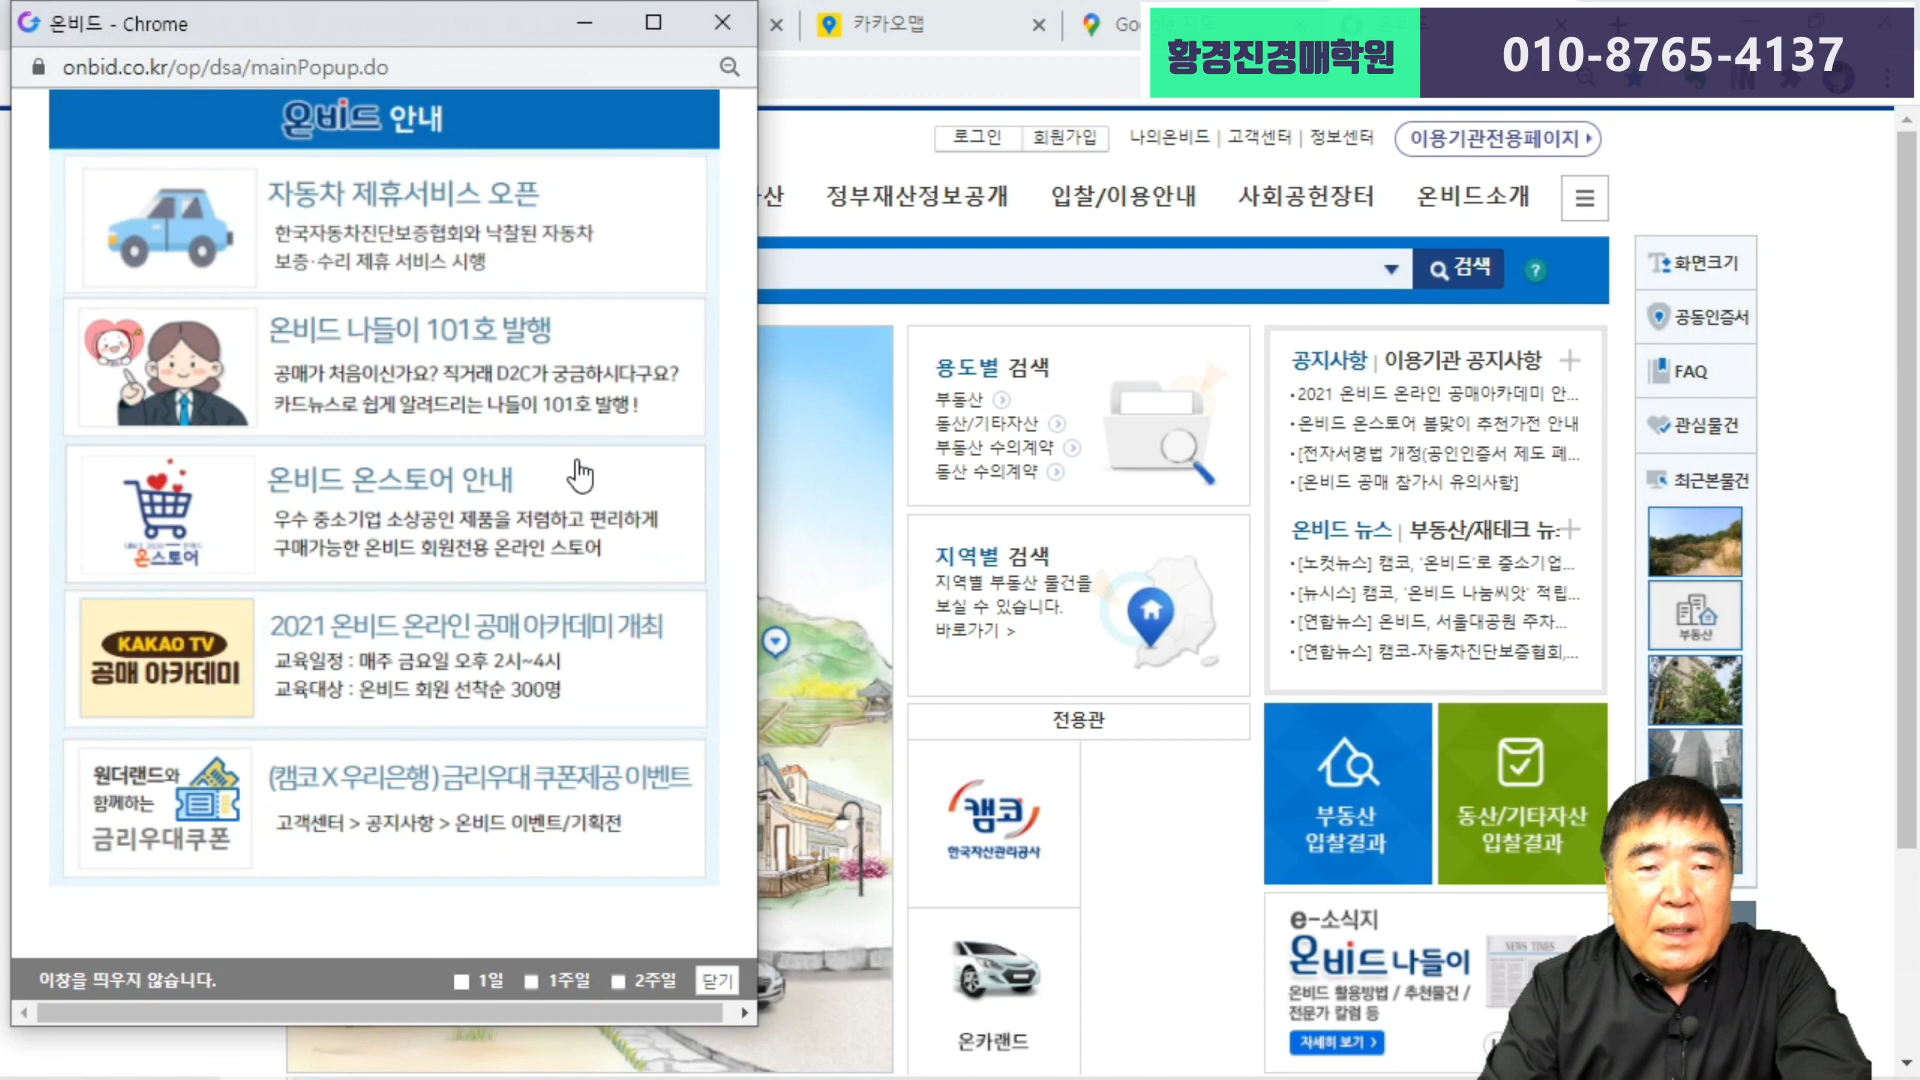 온비드 - Chrome
onbid.co.kr/op/dsa/mainPopup.do
온비드 안내
자동차 제휴서비스 오픈
한국자동차진단보증협회와 낙찰된 자동차
보증·수리 제휴 서비스 시행
온비드 나들이 101호 발행
공매가 처음이신가요? 직거래 D2C가 궁금하시다구요?
카드뉴스로 쉽게 알려드리는 나들이 101호 발행 !
온비드 온스토어 안내
우수 중소기업 소상공인 제품을 저렴하고 편리하게
구매가능한 온비드 회원전용 온라인 스토어
온스토어
KAKAO TV
공매 아카데미
2021 온비드 온라인 공매 아카데미 개최
교육일정 : 매주 금요일 오후 2시~4시
교육대상 : 온비드 회원 선착순 300명
원더랜드와
함께하는
금리우대쿠폰
(캠코 X 우리은행) 금리우대 쿠폰제공 이벤트
고객센터 > 공지사항 > 온비드 이벤트/기획전
이창을 띄우지 않습니다.
1일
1주일
2주일
닫기
카카오맵
황경진경매학원
010-8765-4137
로그인
회원가입
나의온비드 | 고객센터 | 정보센터
이용기관전용페이지
산
정부재산정보공개
입찰/이용안내
사회공헌장터
온비드소개
검색
?
용도별 검색
부동산
동산/기타자산
부동산 수의계약
동산 수의계약
지역별 검색
지역별 부동산 물건을
보실 수 있습니다.
바로가기 >
전용관
캠코
한국자산관리공사
온카랜드
공지사항 | 이용기관 공지사항
·2021 온비드 온라인 공매아카데미 안...
·온비드 온스토어 봄맞이 추천가전 안내
·[전자서명법 개정(공인인증서 제도 폐...
·[온비드 공매 참가시 유의사항]
온비드 뉴스 | 부동산/재테크 뉴
·[노컷뉴스] 캠코, '온비드'로 중소기업...
·[뉴시스] 캠코, '온비드 나눔씨앗' 적립...
·[연합뉴스] 온비드, 서울대공원 주차...
·[연합뉴스] 캠코-자동차진단보증협회,...
부동산
입찰결과
동산/기타자산
입찰결과
e-소식지
온비드 나들이
온비드 활용방법 / 추천물건 /
전문가 칼럼 등
자세히 보기 >
NEWS TIMES
화면크기
공동인증서
FAQ
관심물건
최근본물건
부동산